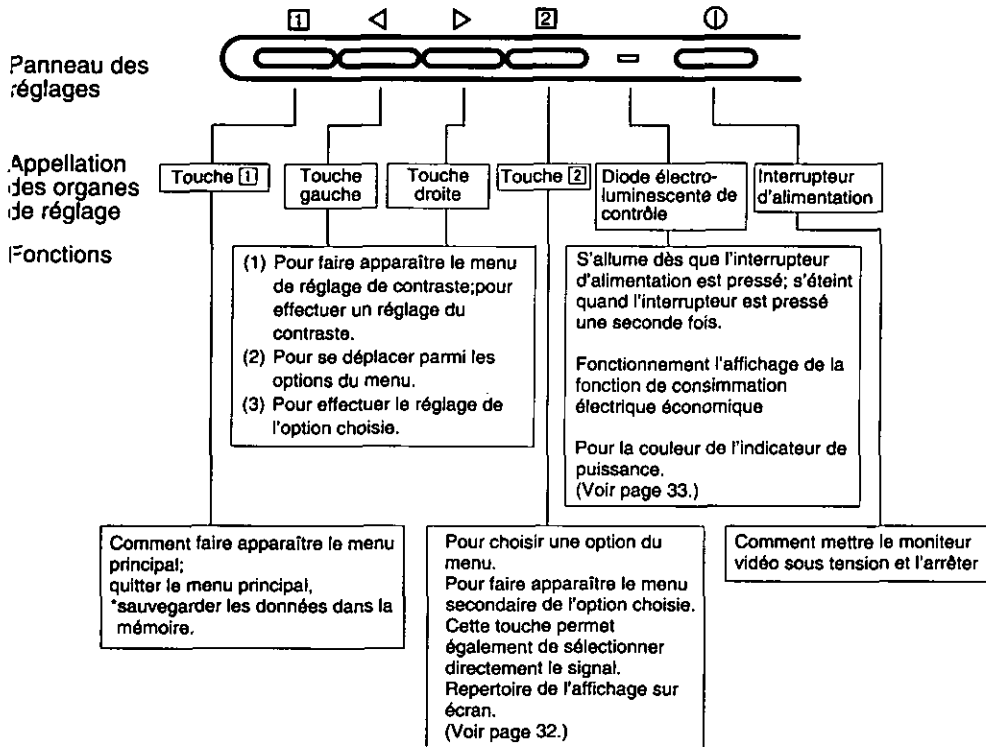 1 ◁ ▷ 2
Panneau des
réglages
Appellation
des organes
de réglage
Touche 1
Touche
gauche
Touche
droite
Touche 2
Diode électro-
luminescente de
contrôle
Interrupteur
d'alimentation
Fonctions
(1) Pour faire apparaître le menu
de réglage de contraste;pour
effectuer un réglage du
contraste.
(2) Pour se déplacer parmi les
options du menu.
(3) Pour effectuer le réglage de
l'option choisie.
S'allume dès que l'interrupteur
d'alimentation est pressé; s'éteint
quand l'interrupteur est pressé
une seconde fois.
Fonctionnement l'affichage de la
fonction de consimmation
électrique économique
Pour la couleur de l'indicateur de
puissance.
(Voir page 33.)
Comment faire apparaître le menu
principal;
quitter le menu principal,
*sauvegarder les données dans la
mémoire.
Pour choisir une option du
menu.
Pour faire apparaître le menu
secondaire de l'option choisie.
Cette touche permet
également de sélectionner
directement le signal.
Repertoire de l'affichage sur
écran.
(Voir page 32.)
Comment mettre le moniteur
vidéo sous tension et l'arrêter